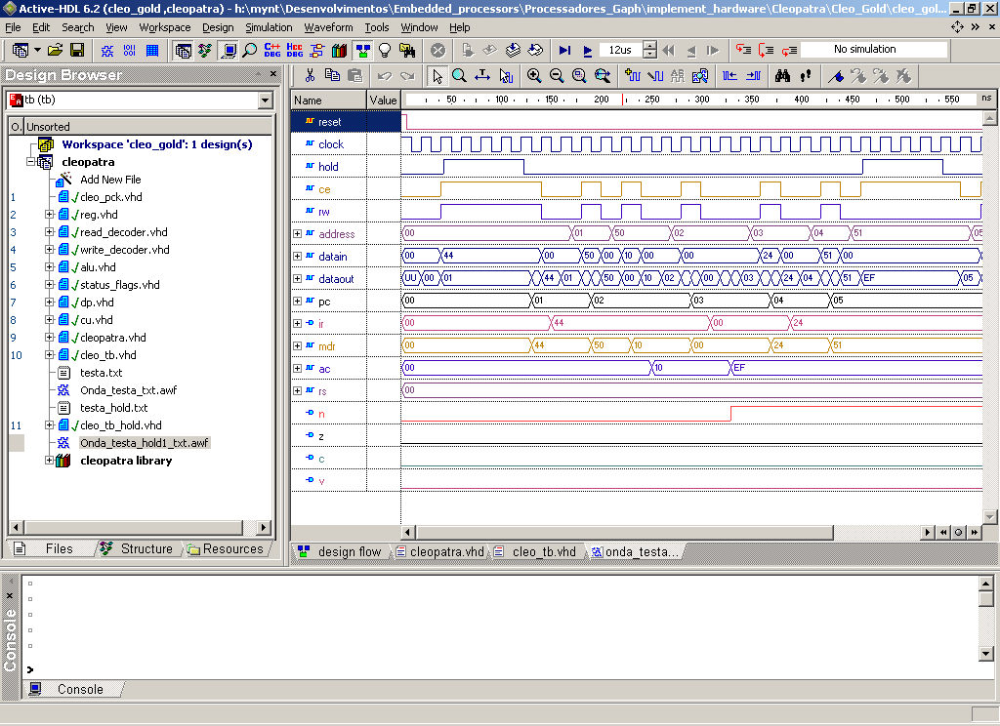 Active-HDL 6.2 (cleo_gold ,cleopatra) - h:\mynt\Desenvolvimentos\Embedded_processors\Processadores_Gaph\implement_hardware\Cleopatra\Cleo_Gold\cleo_gol...
File Edit Search View Workspace Design Simulation Waveform Tools Window Help
12us No simulation
Design Browser
tb (tb)
O. Unsorted
Workspace 'cleo_gold': 1 design(s)
cleopatra
Add New File
1 cleo_pck.vhd
2 reg.vhd
3 read_decoder.vhd
4 write_decoder.vhd
5 alu.vhd
6 status_flags.vhd
7 dp.vhd
8 cu.vhd
9 cleopatra.vhd
10 cleo_tb.vhd
testa.txt
Onda_testa_txt.awf
testa_hold.txt
11 cleo_tb_hold.vhd
Onda_testa_hold1_txt.awf
cleopatra library
Files Structure Resources
Name Value 50 100 150 200 250 300 350 400 450 500 550 ns
reset
clock
hold
ce
rw
address 00 01 50 02 03 04 51 05
datain 00 44 00 50 00 10 00 00 24 00 51 00
dataout UU 00 01 44 01 50 00 10 02 00 03 24 04 51 EF 05
pc 00 01 02 03 04 05
ir 00 44 00 24
mdr 00 44 50 10 00 24 51
ac 00 10 EF
rs 00
n
z
c
v
design flow cleopatra.vhd cleo_tb.vhd onda_testa...
Console
>
Console